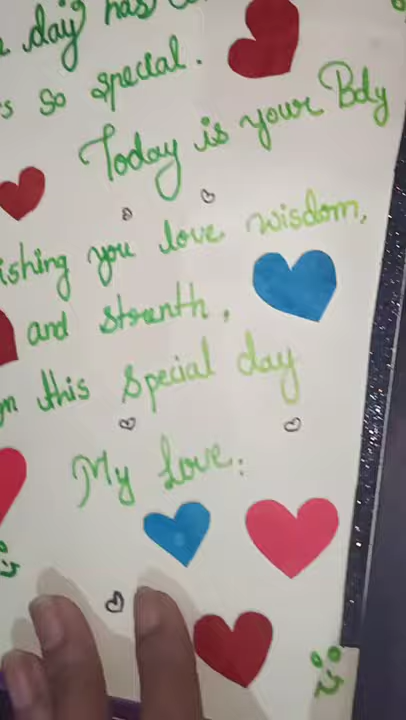 day has
so special.
Today is your Bdy
ishing you love wisdom,
and strenth,
this special day
My Love: